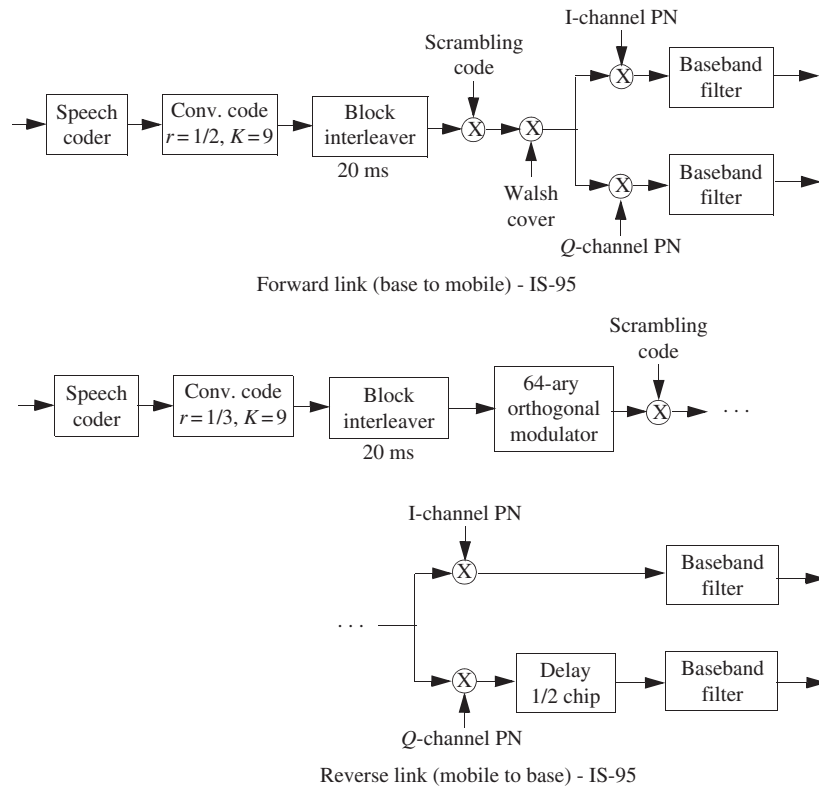 I-channel PN
Scrambling
code
Speech
coder
Conv. code
r = 1/2, K = 9
Block
interleaver
20 ms
X
X
Walsh
cover
X
Baseband
filter
X
Baseband
filter
Q-channel PN
Forward link (base to mobile) - IS-95
Scrambling
code
Speech
coder
Conv. code
r = 1/3, K = 9
Block
interleaver
20 ms
64-ary
orthogonal
modulator
X
. . .
I-channel PN
X
Baseband
filter
. . .
X
Delay
1/2 chip
Baseband
filter
Q-channel PN
Reverse link (mobile to base) - IS-95